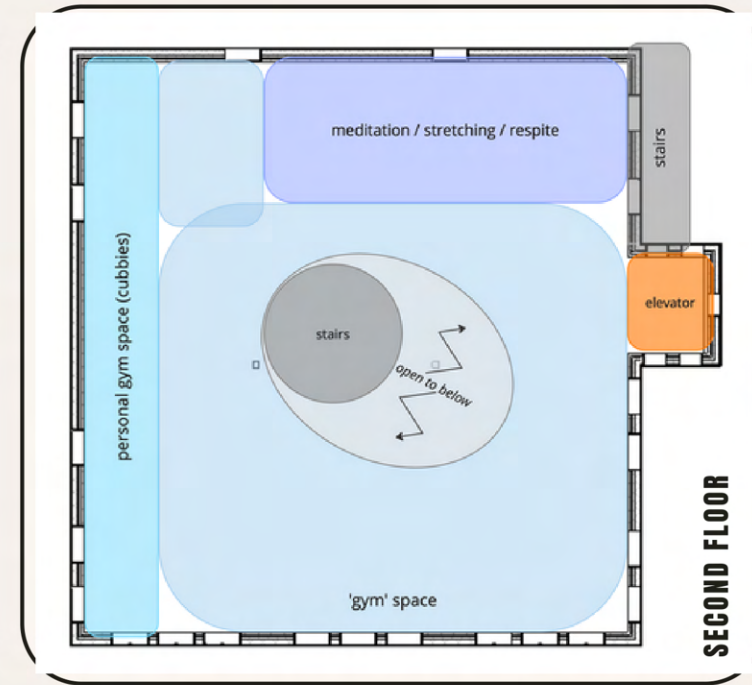 meditation / stretching / respite
stairs
personal gym space (cubbies)
elevator
stairs
open to below
'gym' space
SECOND FLOOR